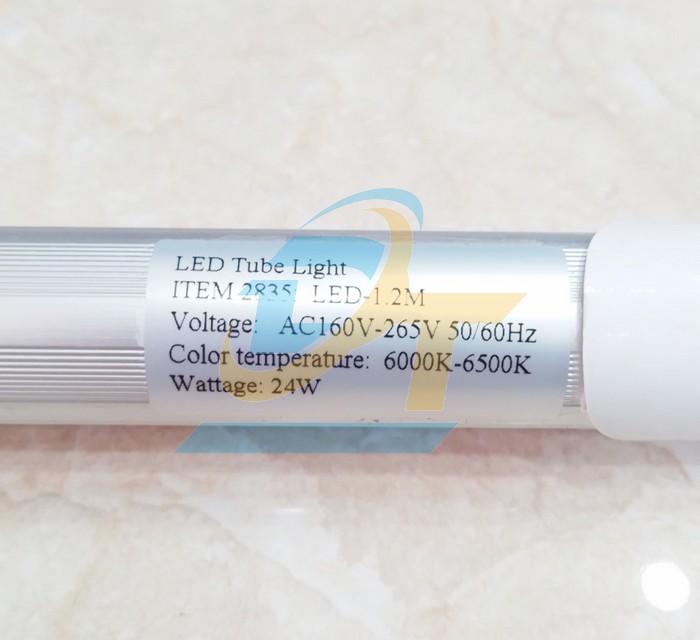 LED Tube Light
ITEM 2835: LED-1.2M
Voltage: AC160V-265V 50/60Hz
Color temperature: 6000K-6500K
Wattage: 24W